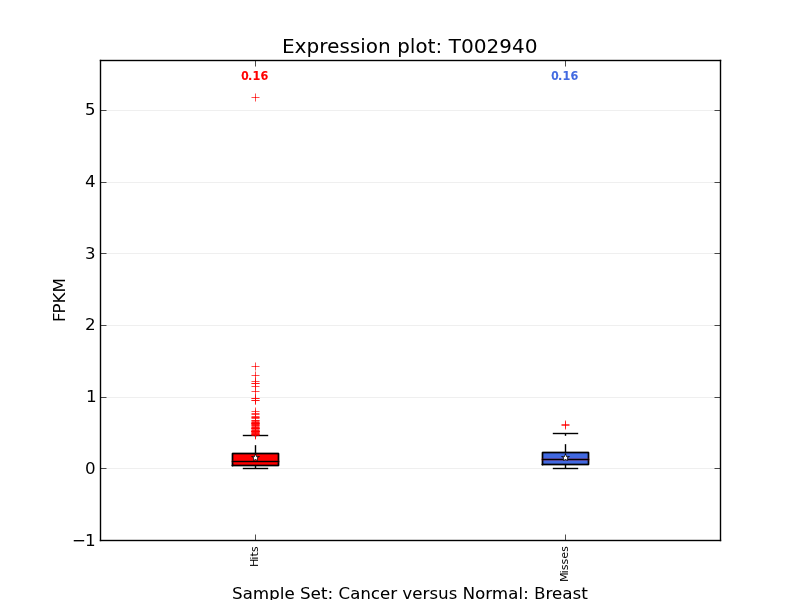 Expression plot: T002940
0.16
0.16
5
4
3
2
1
0
−1
FPKM
Hits
Misses
Sample Set: Cancer versus Normal: Breast